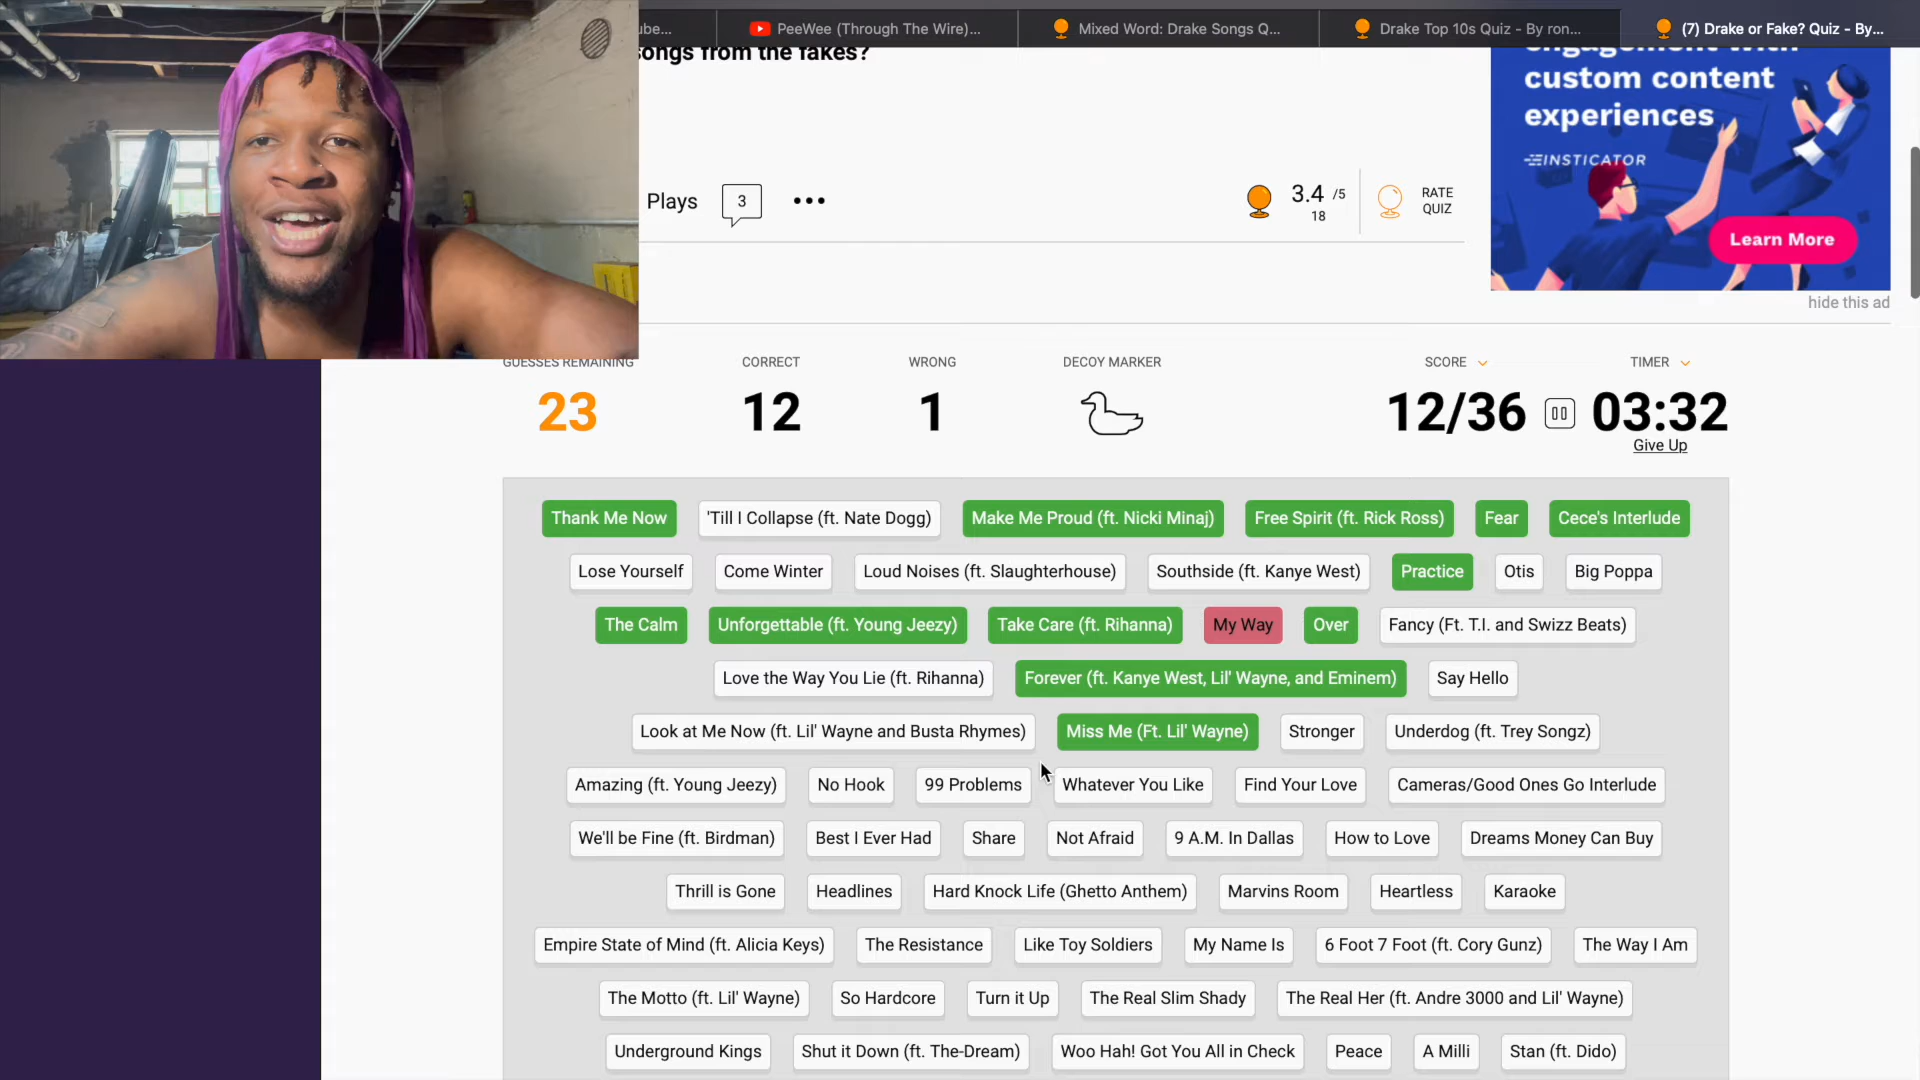 ube...
PeeWee (Through The Wire)...
Mixed Word: Drake Songs Q...
Drake Top 10s Quiz - By ron...
(7) Drake or Fake? Quiz - By...
songs from the fakes?
engagement with
custom content
experiences
INSTICATOR
Learn More
hide this ad
Plays
3
3.4 /5
18
RATE
QUIZ
GUESSES REMAINING
23
CORRECT
12
WRONG
1
DECOY MARKER
SCORE
12/36
TIMER
03:32
Give Up
Thank Me Now 'Till I Collapse (ft. Nate Dogg) Make Me Proud (ft. Nicki Minaj) Free Spirit (ft. Rick Ross) Fear Cece's Interlude
Lose Yourself Come Winter Loud Noises (ft. Slaughterhouse) Southside (ft. Kanye West) Practice Otis Big Poppa
The Calm Unforgettable (ft. Young Jeezy) Take Care (ft. Rihanna) My Way Over Fancy (Ft. T.I. and Swizz Beats)
Love the Way You Lie (ft. Rihanna) Forever (ft. Kanye West, Lil' Wayne, and Eminem) Say Hello
Look at Me Now (ft. Lil' Wayne and Busta Rhymes) Miss Me (Ft. Lil' Wayne) Stronger Underdog (ft. Trey Songz)
Amazing (ft. Young Jeezy) No Hook 99 Problems Whatever You Like Find Your Love Cameras/Good Ones Go Interlude
We'll be Fine (ft. Birdman) Best I Ever Had Share Not Afraid 9 A.M. In Dallas How to Love Dreams Money Can Buy
Thrill is Gone Headlines Hard Knock Life (Ghetto Anthem) Marvins Room Heartless Karaoke
Empire State of Mind (ft. Alicia Keys) The Resistance Like Toy Soldiers My Name Is 6 Foot 7 Foot (ft. Cory Gunz) The Way I Am
The Motto (ft. Lil' Wayne) So Hardcore Turn it Up The Real Slim Shady The Real Her (ft. Andre 3000 and Lil' Wayne)
Underground Kings Shut it Down (ft. The-Dream) Woo Hah! Got You All in Check Peace A Milli Stan (ft. Dido)